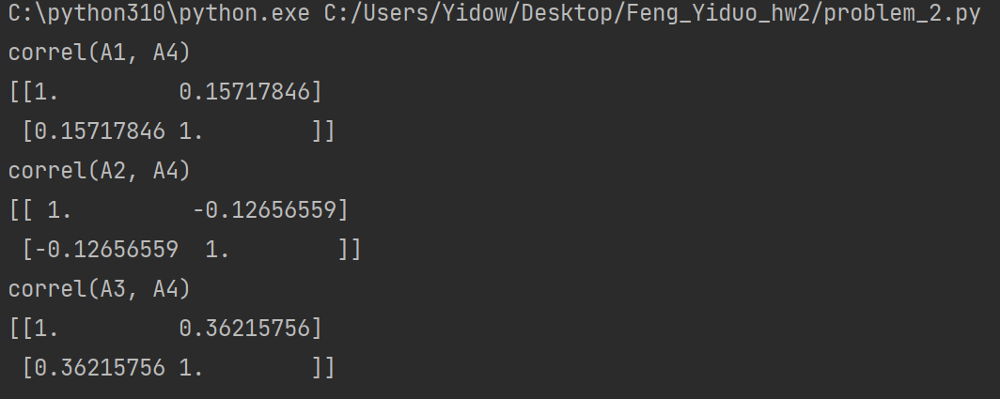 C:\python310\python.exe C:/Users/Yidow/Desktop/Feng_Yiduo_hw2/problem_2.py
correl(A1, A4)
[[1.         0.15717846]
 [0.15717846 1.        ]]
correl(A2, A4)
[[ 1.         -0.12656559]
 [-0.12656559  1.        ]]
correl(A3, A4)
[[1.         0.36215756]
 [0.36215756 1.        ]]